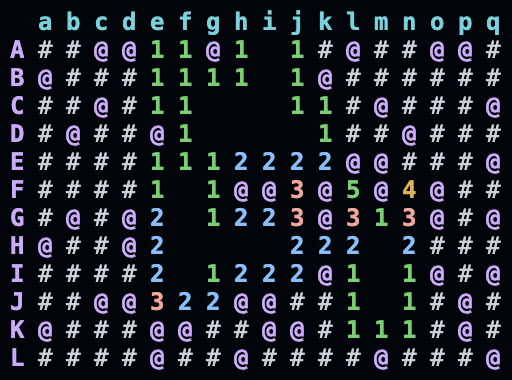 a b c d e f g h i j k l m n o p q
A # # @ @ 1 1 @ 1   1 # @ # # @ @ #
B @ # # # 1 1 1 1   1 @ # # # # # #
C # # @ # 1 1       1 1 # @ # # # @
D # @ # # @ 1         1 # # @ # # #
E # # # # 1 1 1 2 2 2 2 @ @ # # # @
F # # # # 1   1 @ @ 3 @ 5 @ 4 @ # #
G # @ # @ 2   1 2 2 3 @ 3 1 3 @ # @
H @ # # @ 2         2 2 2   2 # # #
I # # # # 2   1 2 2 2 @ 1   1 @ # @
J # # @ @ 3 2 2 @ @ # # 1   1 # @ #
K @ # # # @ @ # # @ @ # 1 1 1 # @ #
L # # # # @ # # @ # # # # @ # # # @